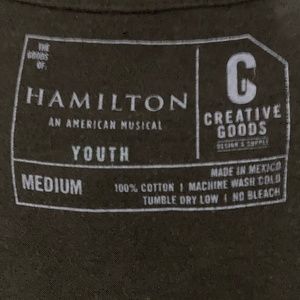 THE
GOODS
OF:
HAMILTON
AN AMERICAN MUSICAL
YOUTH
C
CREATIVE
GOODS
DESIGN & SUPPLY
MEDIUM
MADE IN MEXICO
100% COTTON | MACHINE WASH COLD
TUMBLE DRY LOW | NO BLEACH